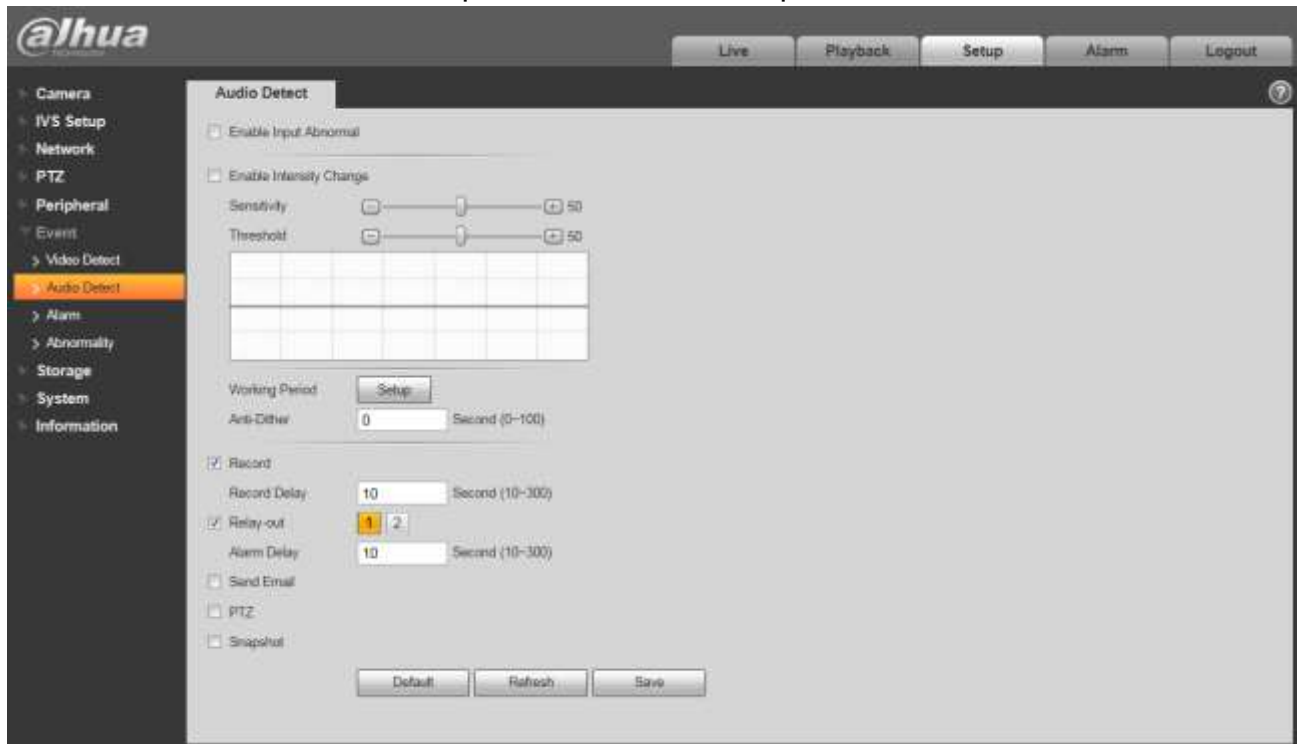 alhua
TECHNOLOGY
Live Playback Setup Alarm Logout
Camera
IVS Setup
Network
PTZ
Peripheral
Event
Video Detect
Audio Detect
Alarm
Abnormality
Storage
System
Information
Audio Detect
?
Enable Input Abnormal
Enable Intensity Change
Sensitivity 50
Threshold 50
Working Period Setup
Anti-Dither 0 Second (0~100)
Record
Record Delay 10 Second (10~300)
Relay-out 1 2
Alarm Delay 10 Second (10~300)
Send Email
PTZ
Snapshot
Default Refresh Save